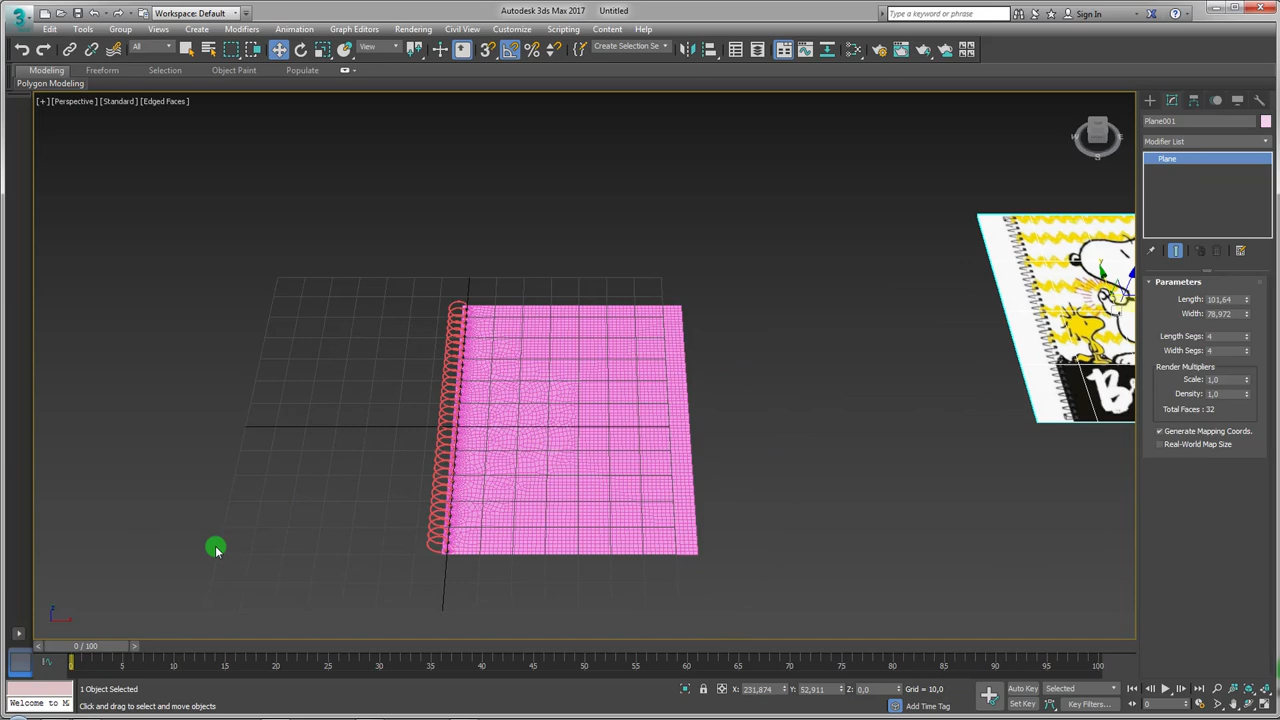 Workspace: Default
Autodesk 3ds Max 2017
Untitled
Type a keyword or phrase
Sign In
Edit
Tools
Group
Views
Create
Modifiers
Animation
Graph Editors
Rendering
Civil View
Customize
Scripting
Content
Help
All
View
Create Selection Se
Modeling
Freeform
Selection
Object Paint
Populate
Polygon Modeling
[+] [Perspective] [Standard] [Edged Faces]
Plane001
Modifier List
Plane
Parameters
Length: 101,64
Width: 78,972
Length Segs: 4
Width Segs: 4
Render Multipliers
Scale: 1,0
Density: 1,0
Total Faces : 32
Generate Mapping Coords.
Real-World Map Size
0 / 100
0 5 10 15 20 25 30 35 40 45 50 55 60 65 70 75 80 85 90 95 100
1 Object Selected
X: 231,874
Y: 52,911
Z: 0,0
Grid = 10,0
Auto Key
Selected
Welcome to M
Click and drag to select and move objects
Add Time Tag
Set Key
Key Filters...
0